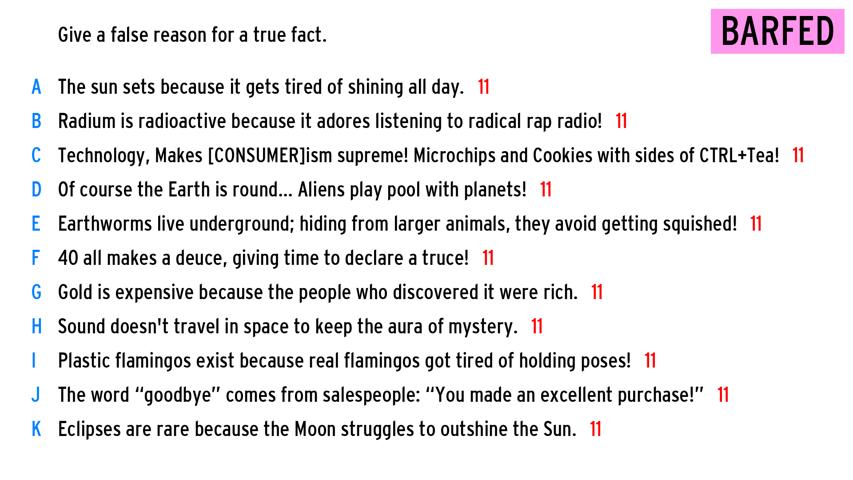 Give a false reason for a true fact.
BARFED
A The sun sets because it gets tired of shining all day. 11
B Radium is radioactive because it adores listening to radical rap radio! 11
C Technology, Makes [CONSUMER]ism supreme! Microchips and Cookies with sides of CTRL+Tea! 11
D Of course the Earth is round... Aliens play pool with planets! 11
E Earthworms live underground; hiding from larger animals, they avoid getting squished! 11
F 40 all makes a deuce, giving time to declare a truce! 11
G Gold is expensive because the people who discovered it were rich. 11
H Sound doesn't travel in space to keep the aura of mystery. 11
I Plastic flamingos exist because real flamingos got tired of holding poses! 11
J The word “goodbye” comes from salespeople: “You made an excellent purchase!” 11
K Eclipses are rare because the Moon struggles to outshine the Sun. 11